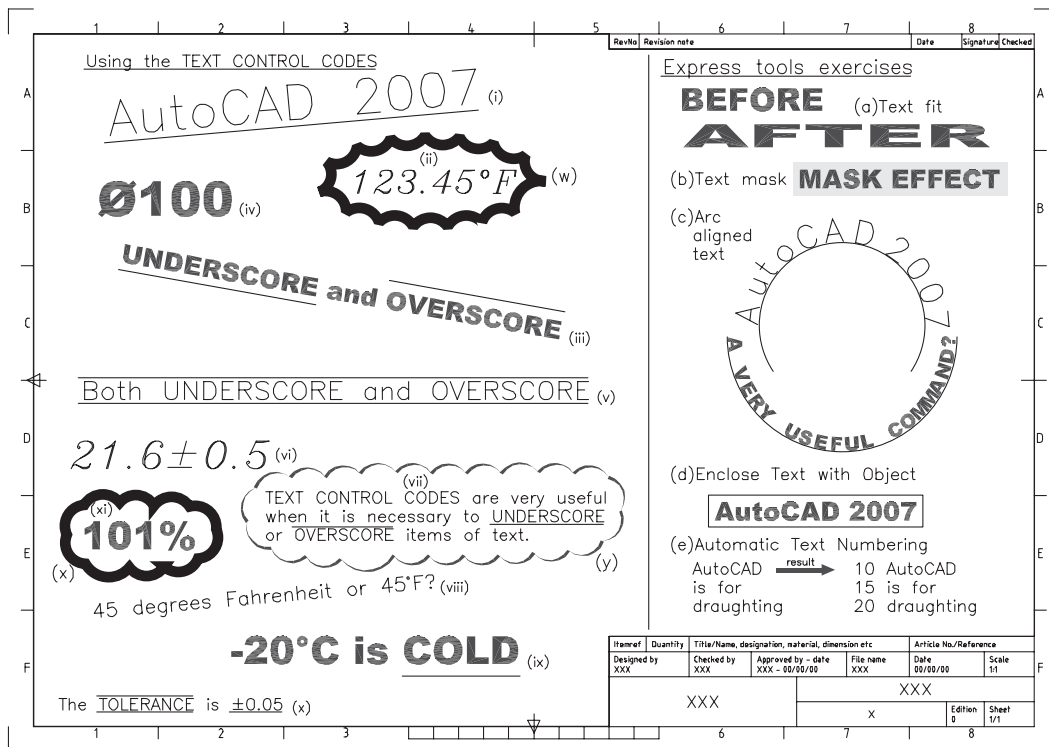 1 2 3 4 5 6 7 8
RevNo Revision note Date Signature Checked
A
B
C
D
E
F
Using the TEXT CONTROL CODES
AutoCAD 2007 (i)
(ii)
123.45°F (w)
Ø100 (iv)
UNDERSCORE and OVERSCORE (iii)
Both UNDERSCORE and OVERSCORE (v)
21.6±0.5 (vi)
(vii)
TEXT CONTROL CODES are very useful
when it is necessary to UNDERSCORE
or OVERSCORE items of text.
(y)
(xi)
101%
(x)
45 degrees Fahrenheit or 45°F? (viii)
-20°C is COLD (ix)
The TOLERANCE is ±0.05 (x)
Express tools exercises
BEFORE (a)Text fit
AFTER
(b)Text mask MASK EFFECT
(c)Arc
aligned
text
AutoCAD 2007
A VERY USEFUL COMMAND?
(d)Enclose Text with Object
AutoCAD 2007
(e)Automatic Text Numbering
AutoCAD result 10 AutoCAD
is for 15 is for
draughting 20 draughting
A
B
C
D
E
F
Itemref Quantity Title/Name, designation, material, dimension etc Article No./Reference
Designed by Checked by Approved by - date File name Date Scale
XXX XXX XXX - 00/00/00 XXX 00/00/00 1:1
XXX XXX
X Edition Sheet
0 1/1
1 2 3 4 6 7 8